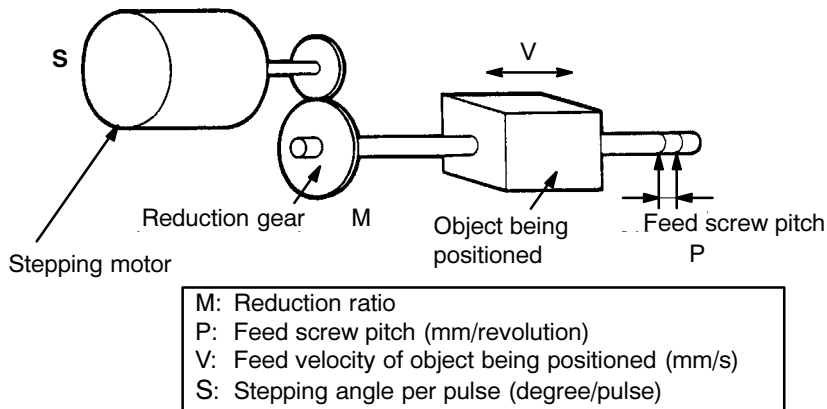 S
V
Reduction gear
M
Object being
positioned
Feed screw pitch
P
Stepping motor
M: Reduction ratio
P: Feed screw pitch (mm/revolution)
V: Feed velocity of object being positioned (mm/s)
S: Stepping angle per pulse (degree/pulse)